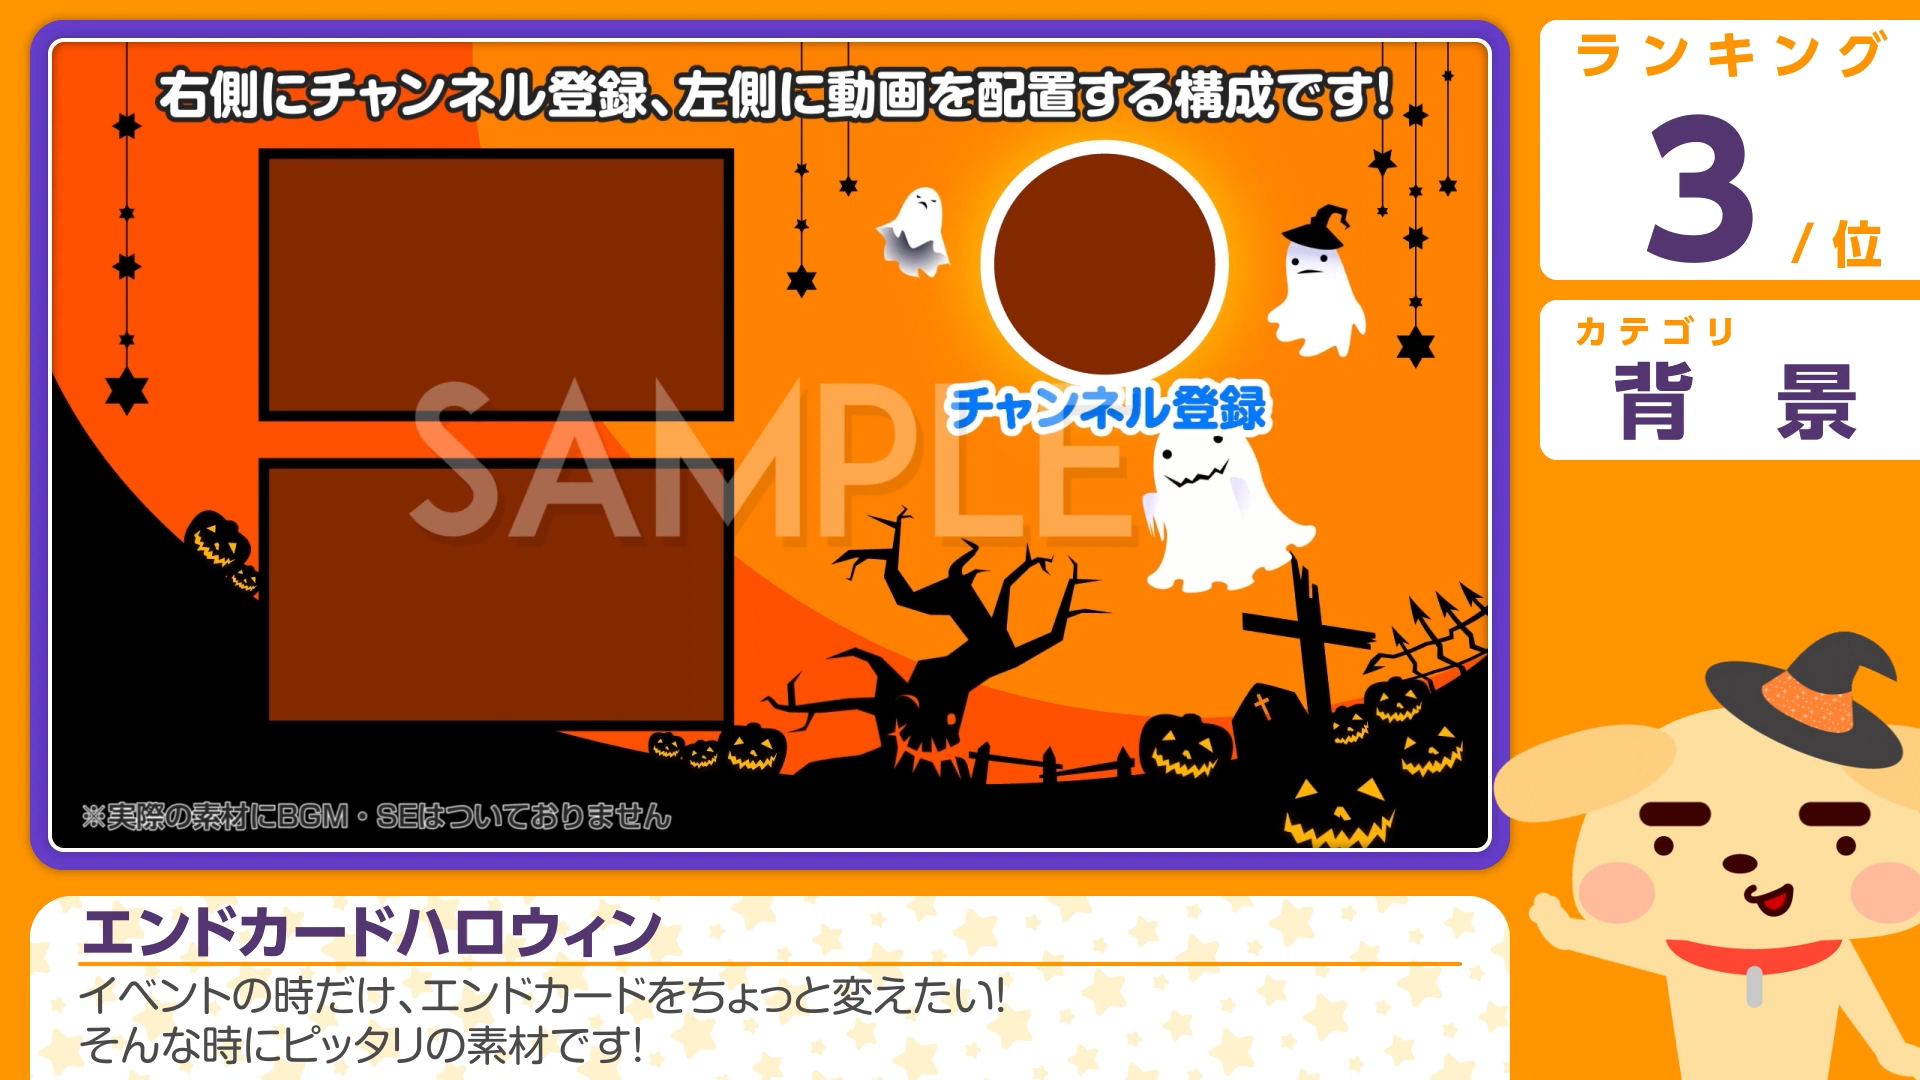 右側にチャンネル登録、左側に動画を配置する構成です!
チャンネル登録
SAMPLE
※実際の素材にBGM・SEはついておりません
ランキング
3/位
カテゴリ
背景
エンドカードハロウィン
イベントの時だけ、エンドカードをちょっと変えたい!
そんな時にピッタリの素材です!